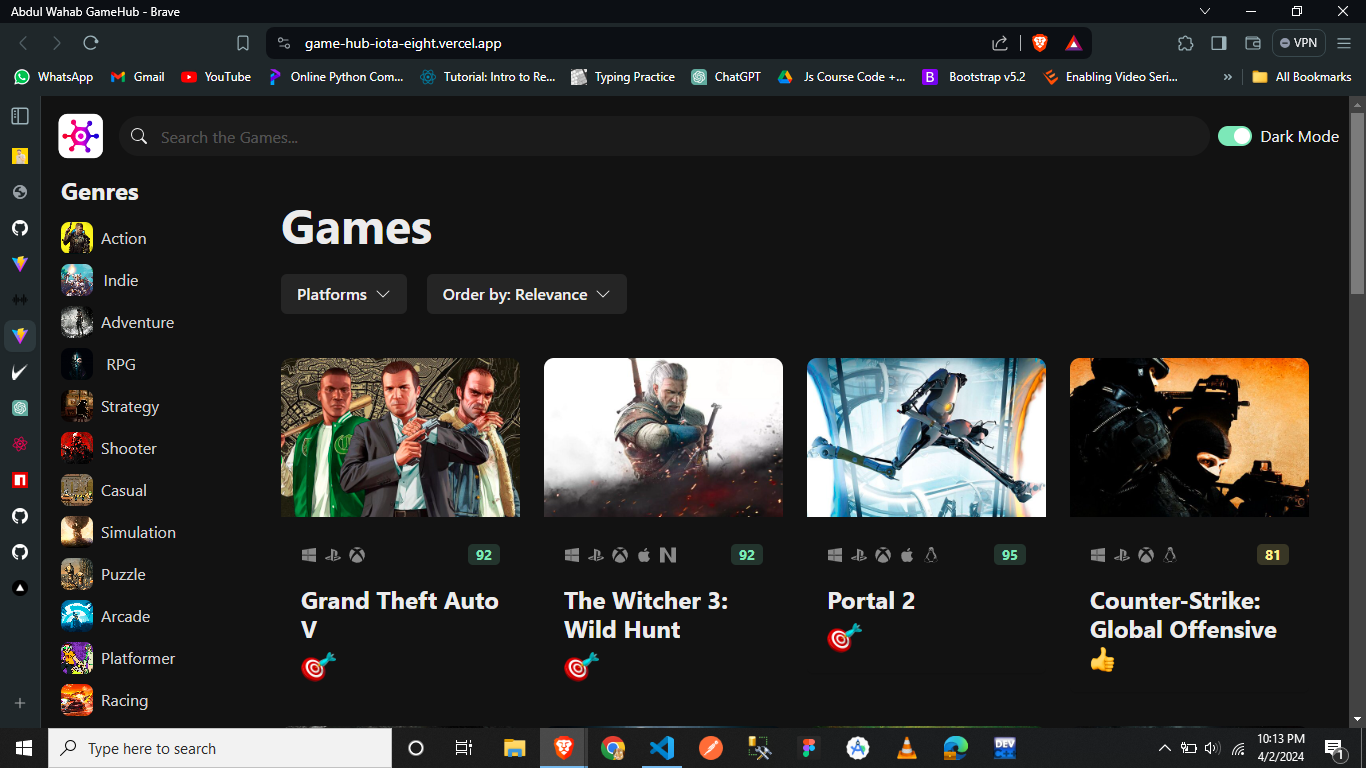 Abdul Wahab GameHub - Brave
game-hub-iota-eight.vercel.app
VPN
WhatsApp
Gmail
YouTube
Online Python Com...
Tutorial: Intro to Re...
Typing Practice
ChatGPT
Js Course Code +...
Bootstrap v5.2
Enabling Video Seri...
»
All Bookmarks
Search the Games...
Dark Mode
Genres
Action
Indie
Adventure
RPG
Strategy
Shooter
Casual
Simulation
Puzzle
Arcade
Platformer
Racing
Games
Platforms
Order by: Relevance
92
Grand Theft Auto
V
92
The Witcher 3:
Wild Hunt
95
Portal 2
81
Counter-Strike:
Global Offensive
Type here to search
DEV
C++
10:13 PM
4/2/2024
1